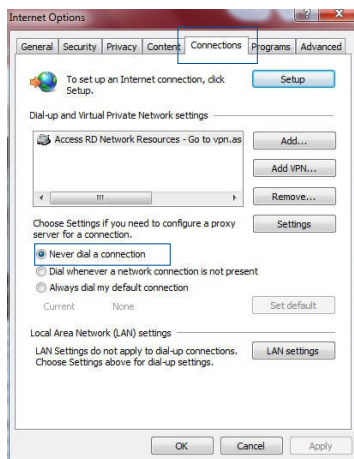 Internet Options
General Security Privacy Content Connections Programs Advanced
To set up an Internet connection, click
Setup.
Setup
Dial-up and Virtual Private Network settings
Access RD Network Resources - Go to vpn.as
Add...
Add VPN...
Remove...
Choose Settings if you need to configure a proxy
server for a connection.
Settings
Never dial a connection
Dial whenever a network connection is not present
Always dial my default connection
Current None
Set default
Local Area Network (LAN) settings
LAN Settings do not apply to dial-up connections.
Choose Settings above for dial-up settings.
LAN settings
OK Cancel Apply